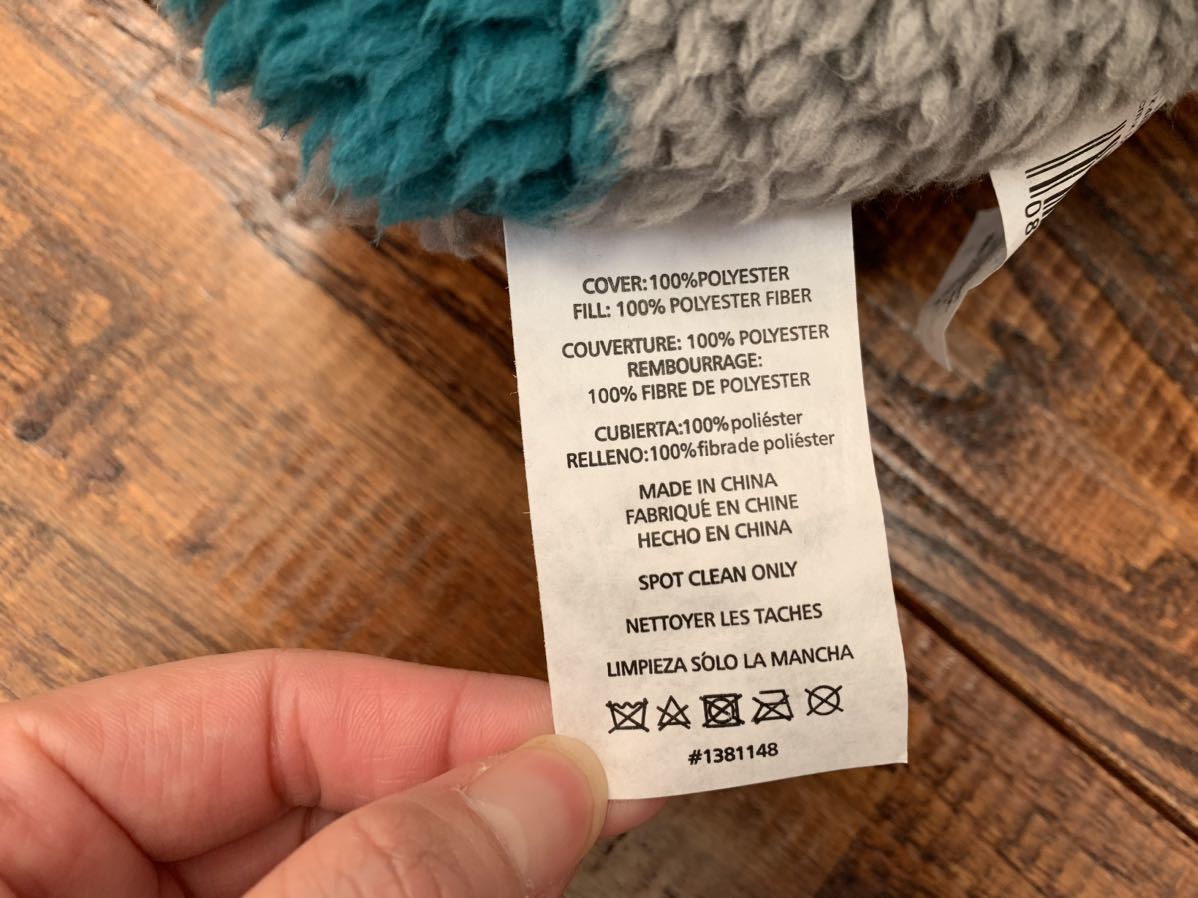 COVER:100%POLYESTER
FILL: 100% POLYESTER FIBER
COUVERTURE: 100% POLYESTER
REMBOURRAGE:
100% FIBRE DE POLYESTER
CUBIERTA:100%poliéster
RELLENO:100%fibra de poliéster
MADE IN CHINA
FABRIQUÉ EN CHINE
HECHO EN CHINA
SPOT CLEAN ONLY
NETTOYER LES TACHES
LIMPIEZA SÓLO LA MANCHA
#1381148
80